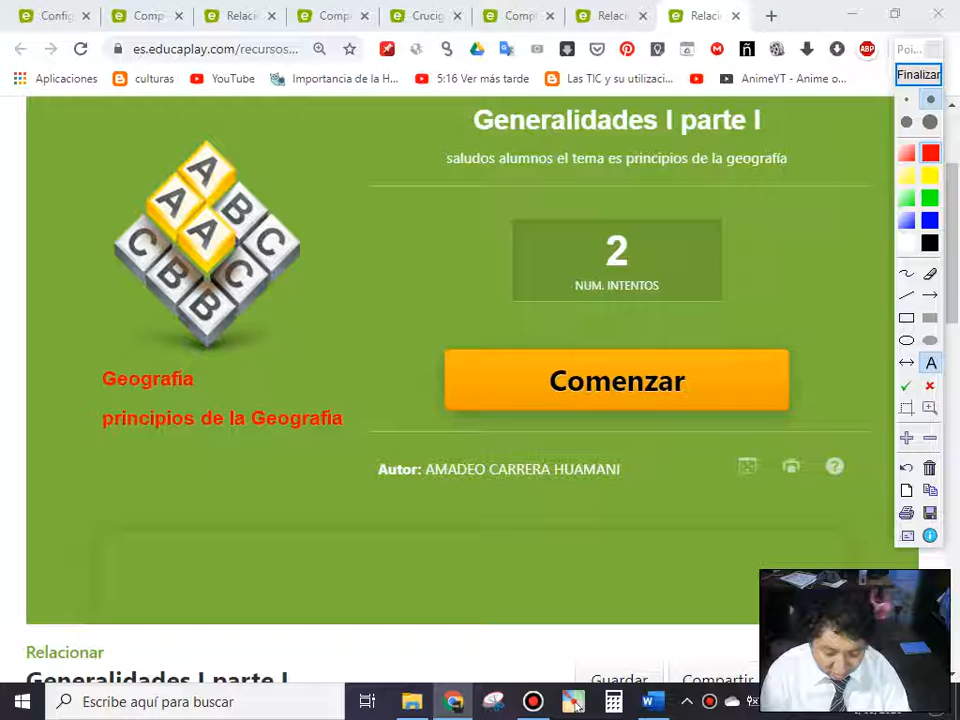 Config
Comp
Relaci
Comp
Crucig
Comp
Relaci
Relaci
es.educaplay.com/recursos...
Poi...
Aplicaciones
culturas
YouTube
Importancia de la H...
5:16 Ver más tarde
Las TIC y su utilizaci...
AnimeYT - Anime o...
Finalizar
Generalidades I parte I
saludos alumnos el tema es principios de la geografía
A
A B
C A C
B C
B
2
NUM. INTENTOS
Comenzar
Geografia
principios de la Geografia
Autor: AMADEO CARRERA HUAMANI
Relacionar
Generalidades I parte I
Guardar
Compartir
Escribe aquí para buscar